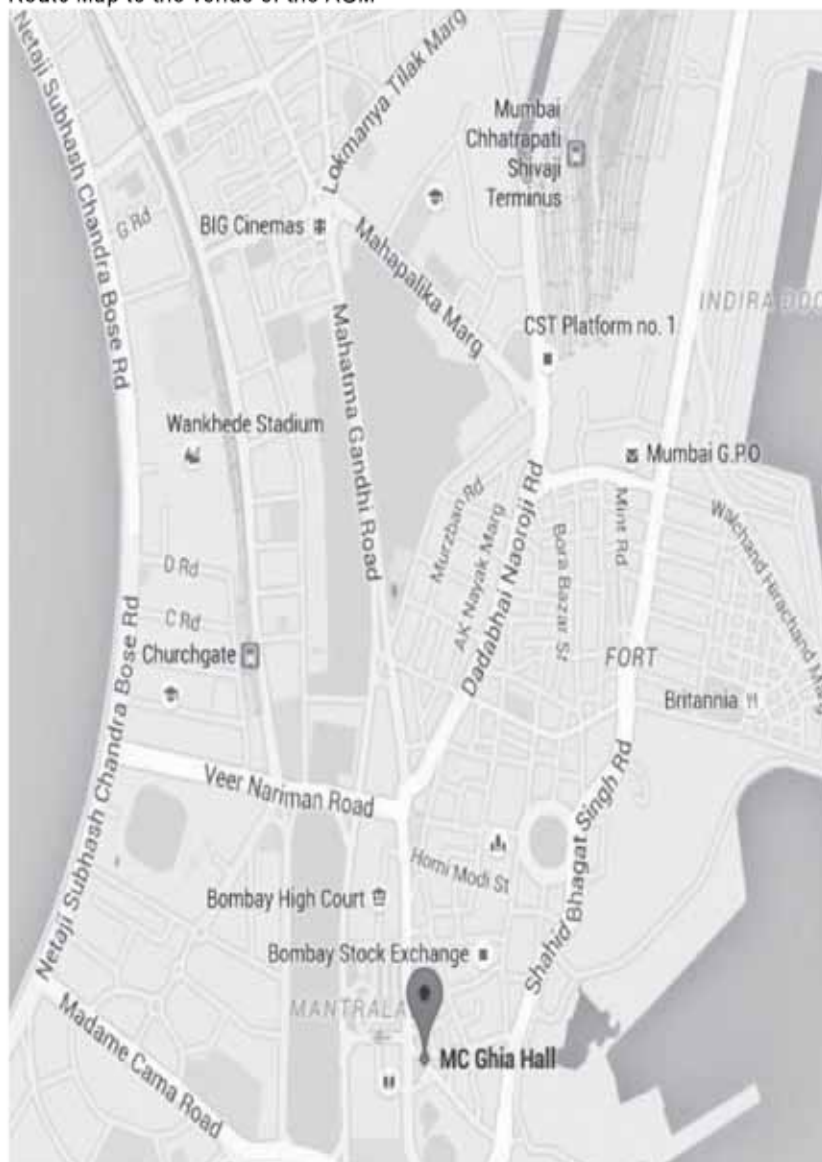 Route Map to the venue of the AGM
Netaji Subhash Chandra Bose Rd
Lokmanya Tilak Marg
Mumbai
Chhatrapati
Shivaji
Terminus
G Rd
BIG Cinemas
Mahapalika Marg
INDIRA DOC
CST Platform no. 1
Mahatma Gandhi Road
Wankhede Stadium
Mumbai G.P.O
Murzban Rd
AK Nayak Marg
Dadabhai Naoroji Rd
Bora Bazar St
Mint Rd
Walchand Hirachand Marg
D Rd
C Rd
Churchgate
FORT
Britannia
Netaji Subhash Chandra Bose Rd
Veer Nariman Road
Shahid Bhagat Singh Rd
Homi Modi St
Bombay High Court
Bombay Stock Exchange
MANTRALA
MC Ghia Hall
Madame Cama Road